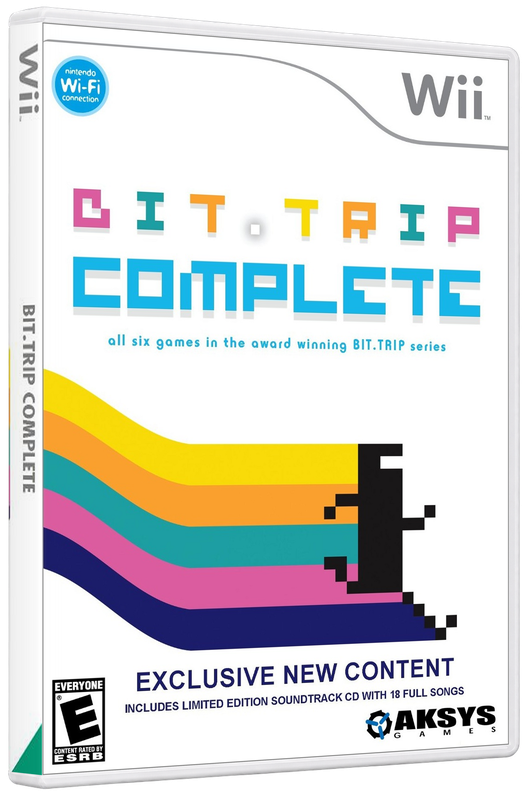 Wii
BIT.TRIP COMPLETE
nintendo
Wi-Fi
connection
Wii™
BIT.TRIP
COMPLETE
all six games in the award winning BIT.TRIP series
EXCLUSIVE NEW CONTENT
INCLUDES LIMITED EDITION SOUNDTRACK CD WITH 18 FULL SONGS
EVERYONE
E®
CONTENT RATED BY
ESRB
AKSYS
GAMES